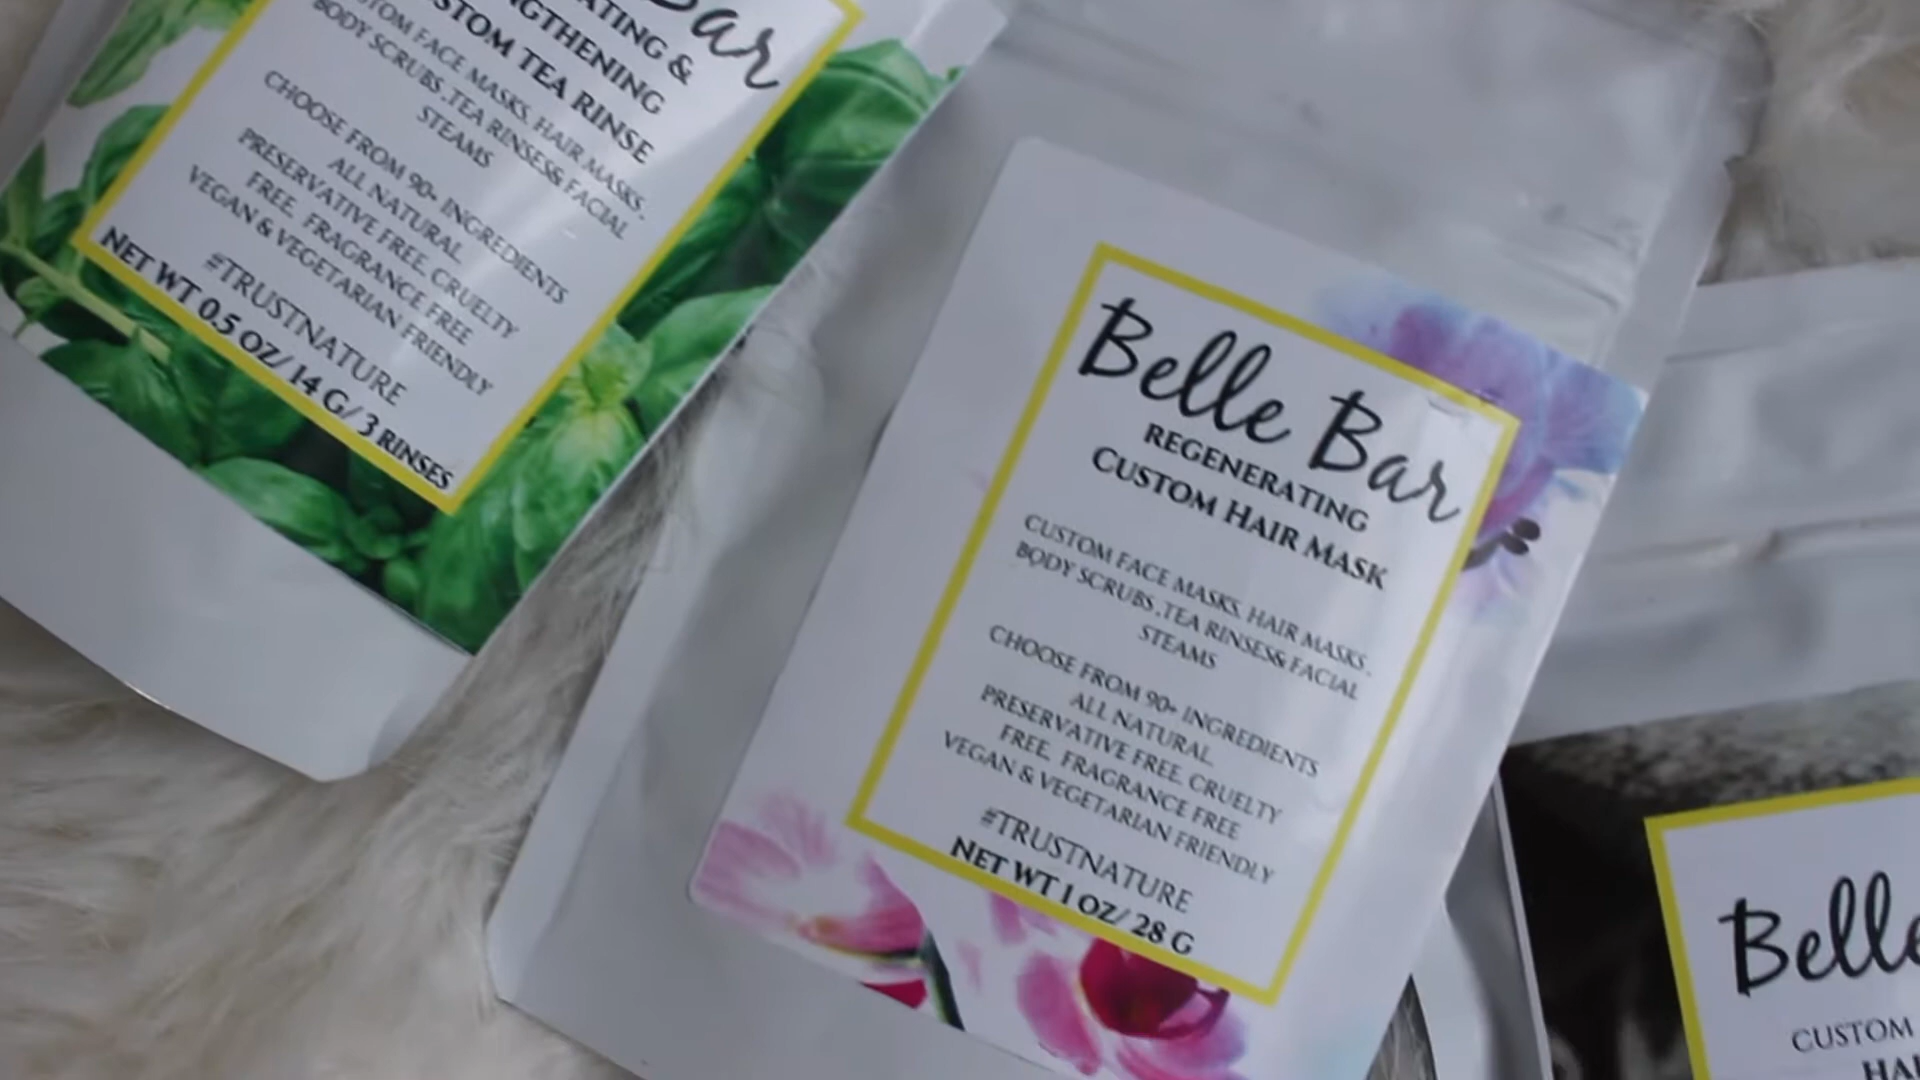 Bar
&
TEA RINSE
FACE MASKS, HAIR MASKS,
BODY SCRUBS ,TEA RINSES& FACIAL
STEAMS
CHOOSE FROM 90+ INGREDIENTS
ALL NATURAL,
PRESERVATIVE FREE, CRUELTY
FREE, FRAGRANCE FREE
VEGAN & VEGETARIAN FRIENDLY
#TRUSTNATURE
NET WT 0.5 OZ/ 14 G/ 3 RINSES
Belle Bar
REGENERATING
CUSTOM HAIR MASK
CUSTOM FACE MASKS, HAIR MASKS,
BODY SCRUBS ,TEA RINSES& FACIAL
STEAMS
CHOOSE FROM 90+ INGREDIENTS
ALL NATURAL,
PRESERVATIVE FREE, CRUELTY
FREE, FRAGRANCE FREE
VEGAN & VEGETARIAN FRIENDLY
#TRUSTNATURE
NET WT 1 OZ/ 28 G
Belle
CUSTOM